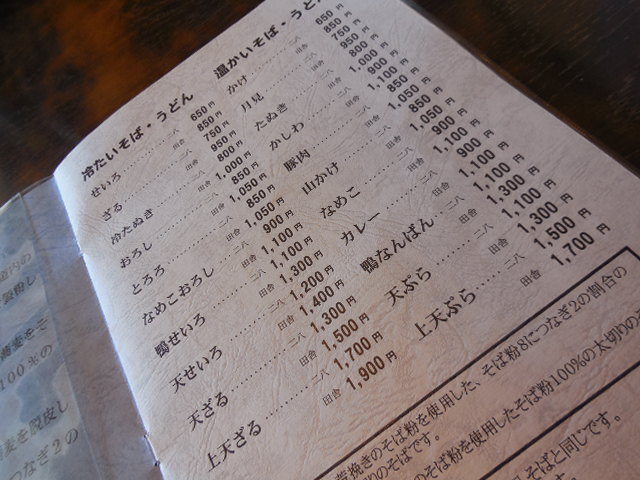 冷たいそば・うどん
せいろ 二八 650円
田舎 850円
ざる 二八 750円
田舎 950円
冷たぬき 二八 800円
田舎 1,000円
おろし 二八 850円
田舎 1,050円
とろろ 二八 850円
田舎 1,050円
なめこおろし 二八 900円
田舎 1,100円
鴨せいろ 二八 1,100円
田舎 1,300円
天せいろ 二八 1,200円
田舎 1,400円
天ざる 二八 1,300円
田舎 1,500円
上天ざる 二八 1,700円
田舎 1,900円
温かいそば・うどん
かけ 二八 650円
田舎 850円
月見 二八 750円
田舎 950円
たぬき 二八 800円
田舎 1,000円
かしわ 二八 900円
田舎 1,100円
豚肉 二八 850円
田舎 1,050円
山かけ 二八 850円
田舎 1,050円
なめこ 二八 900円
田舎 1,100円
カレー 二八 900円
田舎 1,100円
鴨なんばん 二八 1,100円
田舎 1,300円
天ぷら 二八 1,100円
田舎 1,300円
上天ぷら 二八 1,500円
田舎 1,700円
挽きのそば粉を使用した、そば粉8につなぎ2の割合の
りのそばです。
のそば粉を使用したそば粉100%の太切りのそ
そばと同じです。